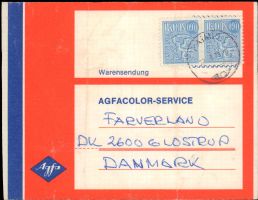 Warensendung
AGFACOLOR-SERVICE
FARVERLAND
DK 2600 GLOSTRUP
DANMARK
Agfa